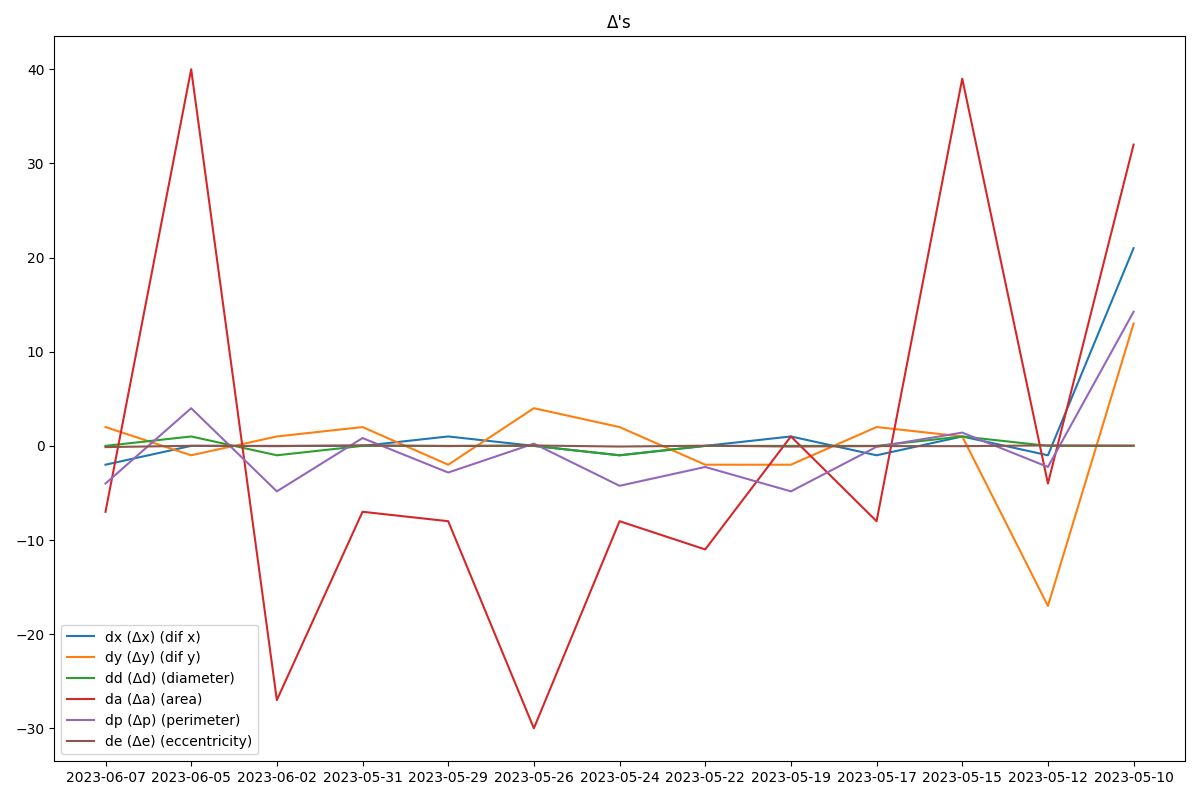 Δ's
40
30
20
10
0
−10
−20
−30
dx (Δx) (dif x)
dy (Δy) (dif y)
dd (Δd) (diameter)
da (Δa) (area)
dp (Δp) (perimeter)
de (Δe) (eccentricity)
2023-06-07 2023-06-05 2023-06-02 2023-05-31 2023-05-29 2023-05-26 2023-05-24 2023-05-22 2023-05-19 2023-05-17 2023-05-15 2023-05-12 2023-05-10